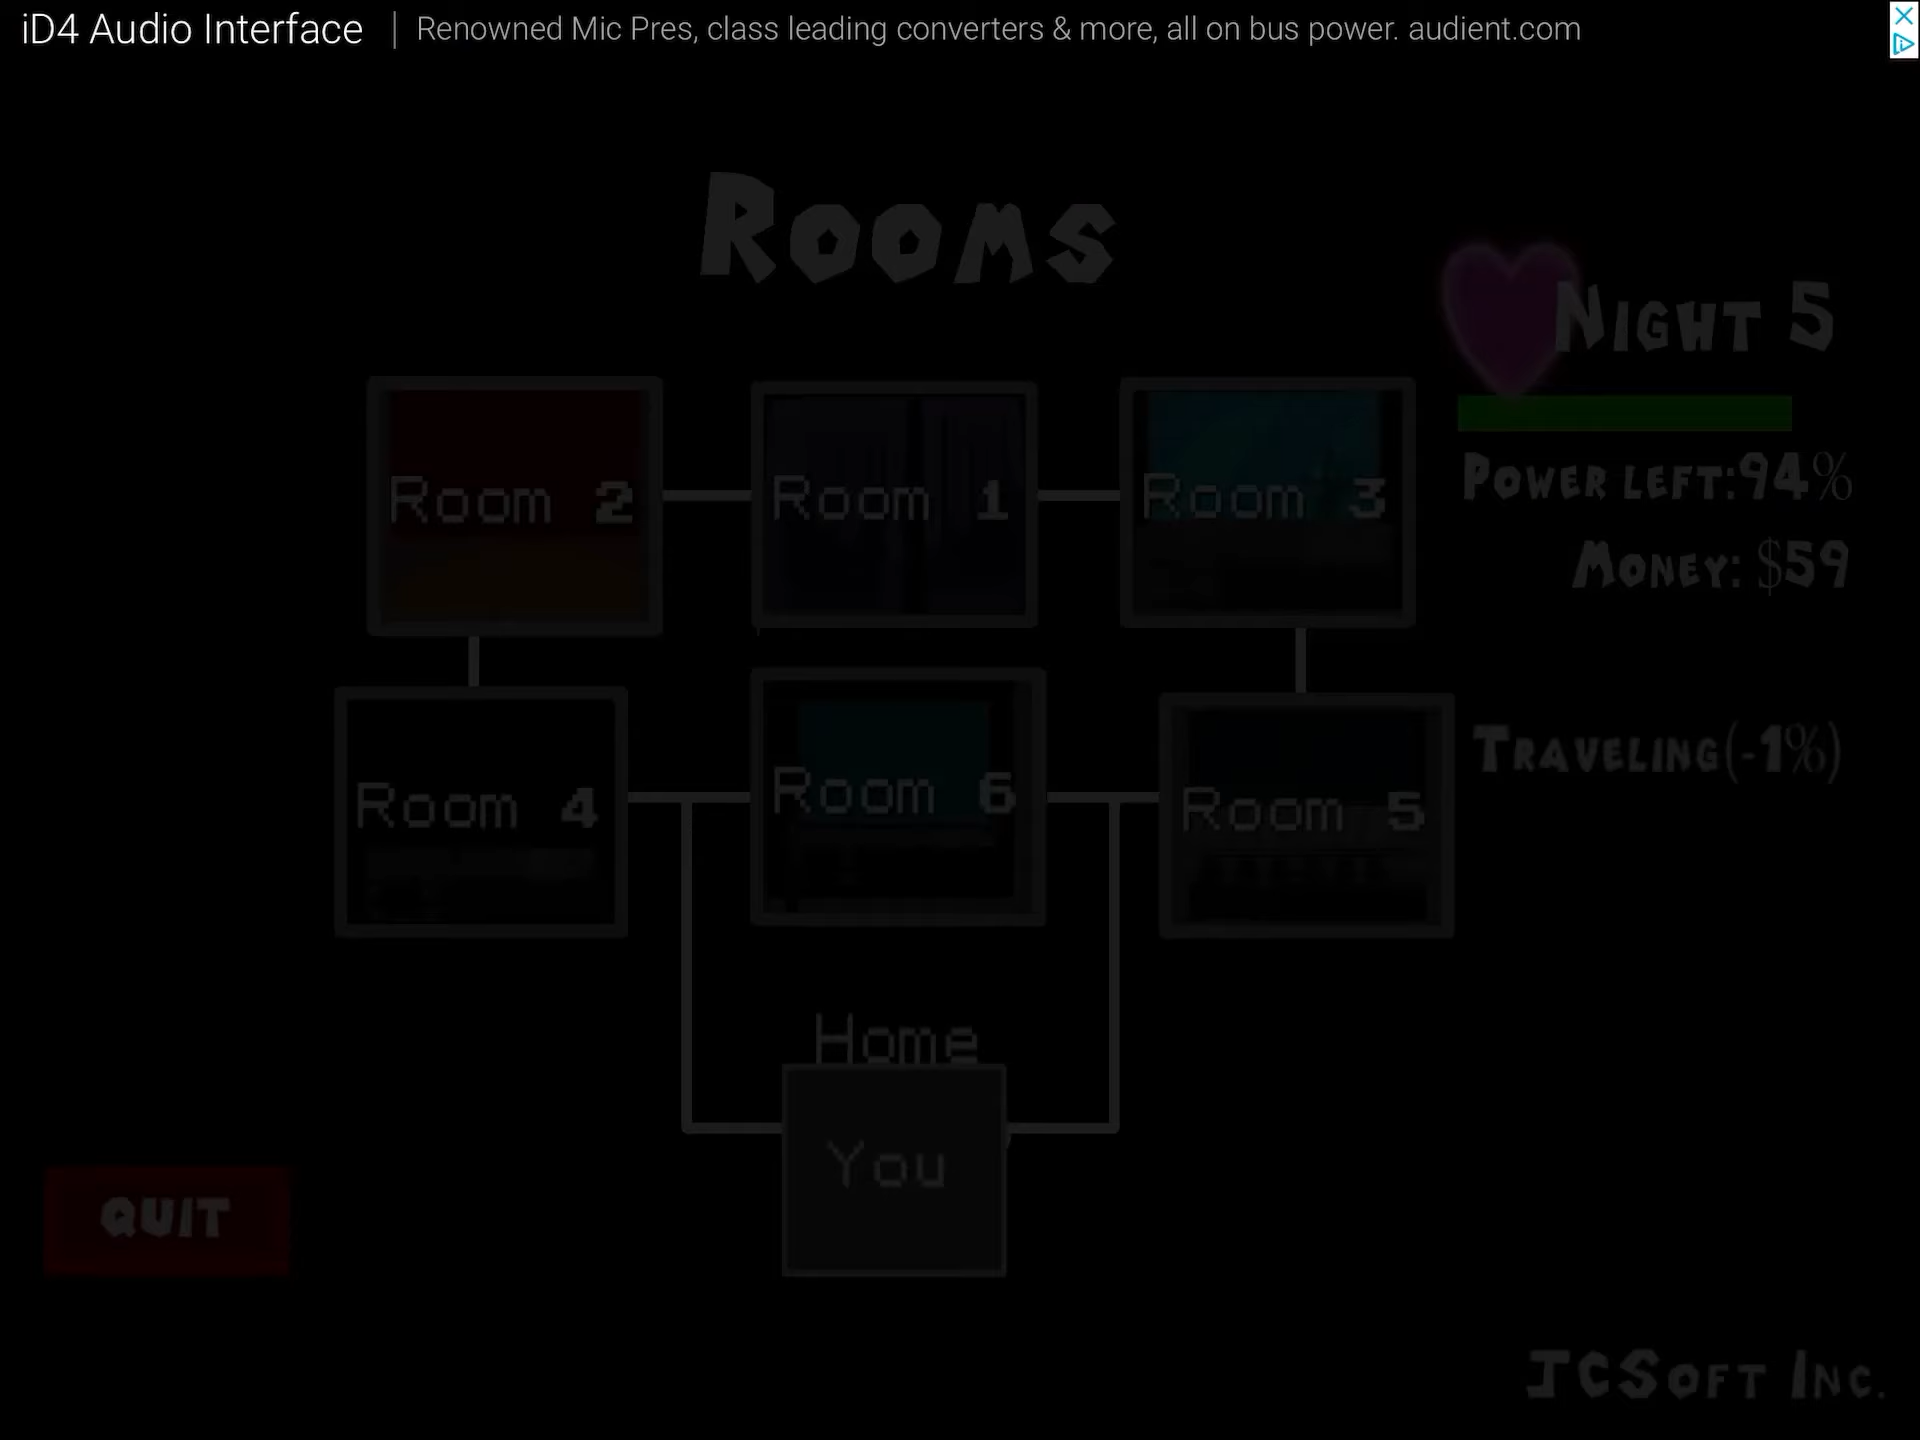 iD4 Audio Interface
Renowned Mic Pres, class leading converters & more, all on bus power. audient.com
Rooms
Night 5
Power left:94%
Money: $59
Room 2
Room 1
Room 3
Traveling(-1%)
Room 4
Room 6
Room 5
Home
You
QUIT
JCSoft Inc.